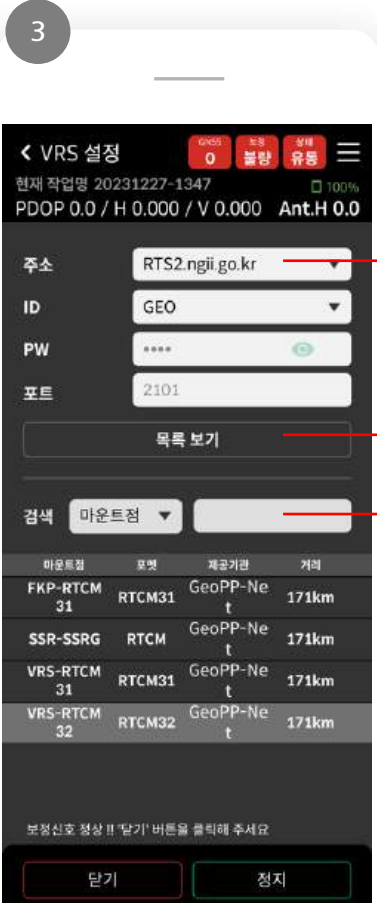 3
VRS 설정 GNSS 0 보정 불량 상태 유동
현재 작업명 20231227-1347 100%
PDOP 0.0 / H 0.000 / V 0.000 Ant.H 0.0
주소 RTS2.ngii.go.kr
ID GEO
PW ****
포트 2101
목록 보기
검색 마운트점
마운트점 포맷 제공기관 거리
FKP-RTCM
31 RTCM31 GeoPP-Ne
t 171km
SSR-SSRG RTCM GeoPP-Ne
t 171km
VRS-RTCM
31 RTCM31 GeoPP-Ne
t 171km
VRS-RTCM
32 RTCM32 GeoPP-Ne
t 171km
보정신호 정상 !! '닫기' 버튼을 클릭해 주세요
닫기 정지